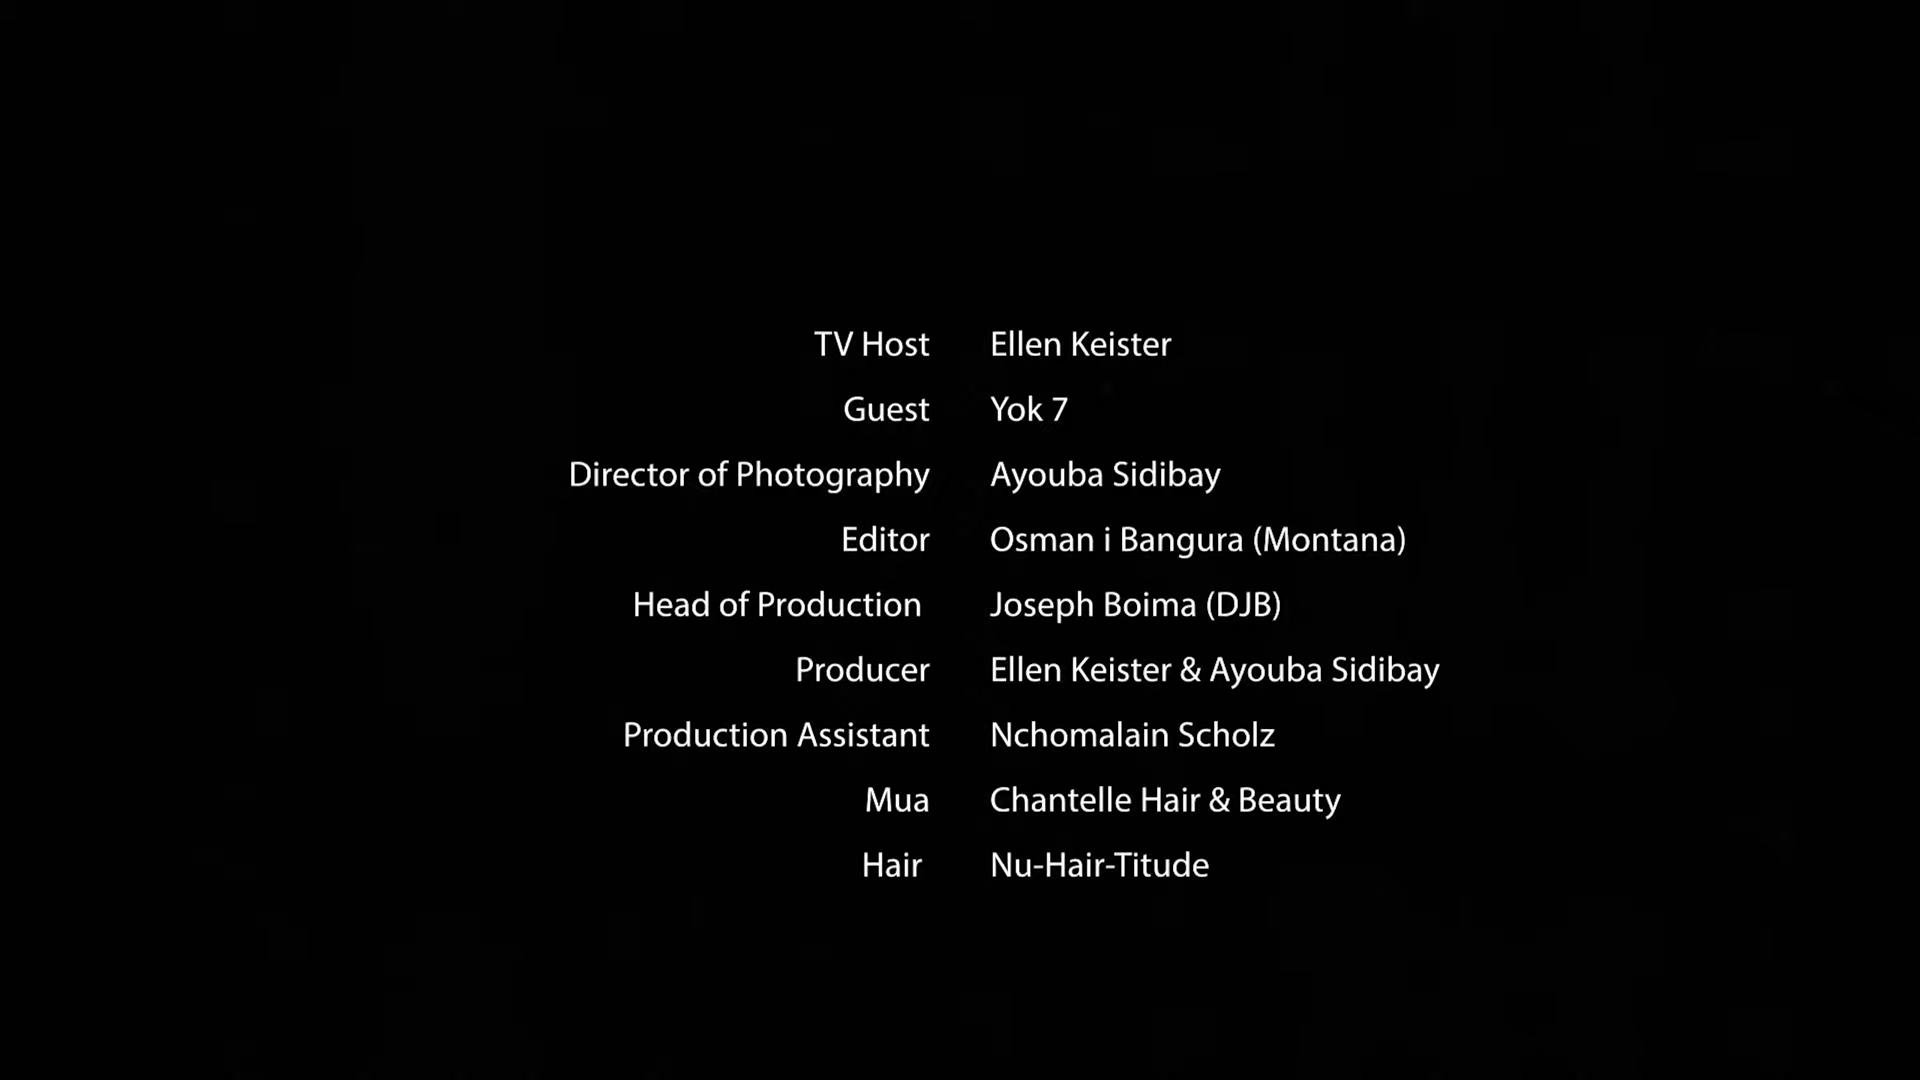 TV Host Ellen Keister
Guest Yok 7
Director of Photography Ayouba Sidibay
Editor Osman i Bangura (Montana)
Head of Production Joseph Boima (DJB)
Producer Ellen Keister & Ayouba Sidibay
Production Assistant Nchomalain Scholz
Mua Chantelle Hair & Beauty
Hair Nu-Hair-Titude